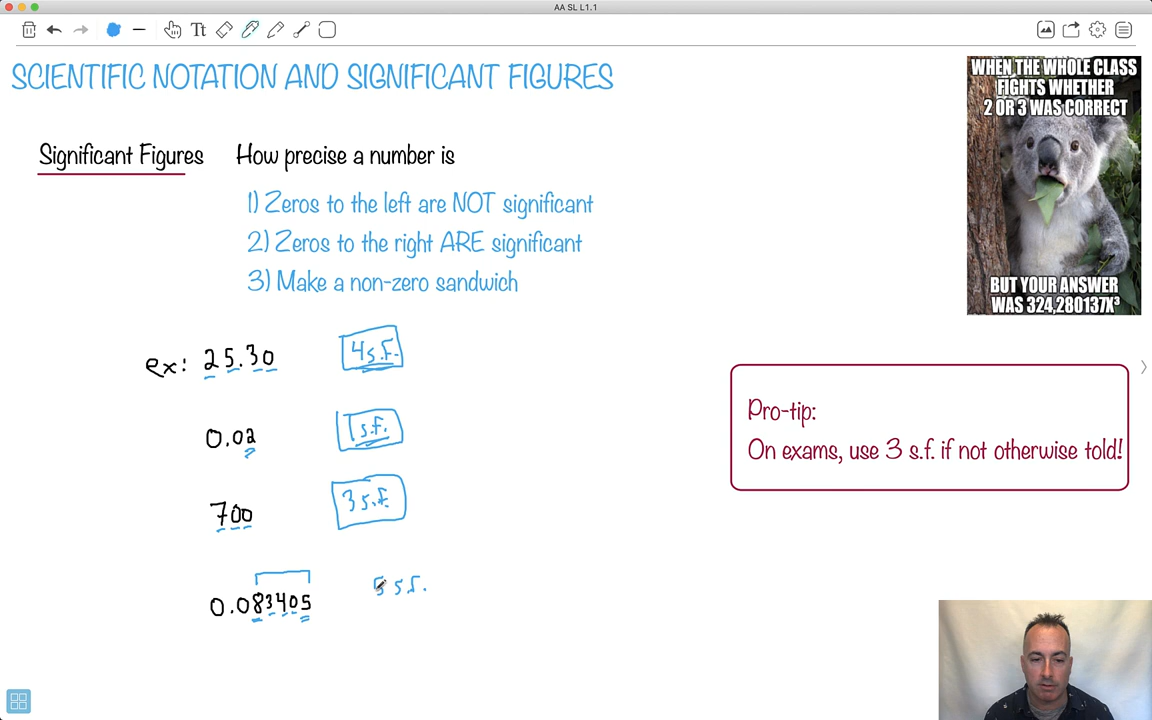 AA SL L1.1
Tt
SCIENTIFIC NOTATION AND SIGNIFICANT FIGURES
WHEN THE WHOLE CLASS
FIGHTS WHETHER
2 OR 3 WAS CORRECT
BUT YOUR ANSWER
WAS 324,280137X³
Significant Figures How precise a number is
1) Zeros to the left are NOT significant
2) Zeros to the right ARE significant
3) Make a non-zero sandwich
ex: 25.30 4 s.f.
0.02 1 s.f.
700 3 s.f.
0.083405 5 s.f.
Pro-tip:
On exams, use 3 s.f. if not otherwise told!